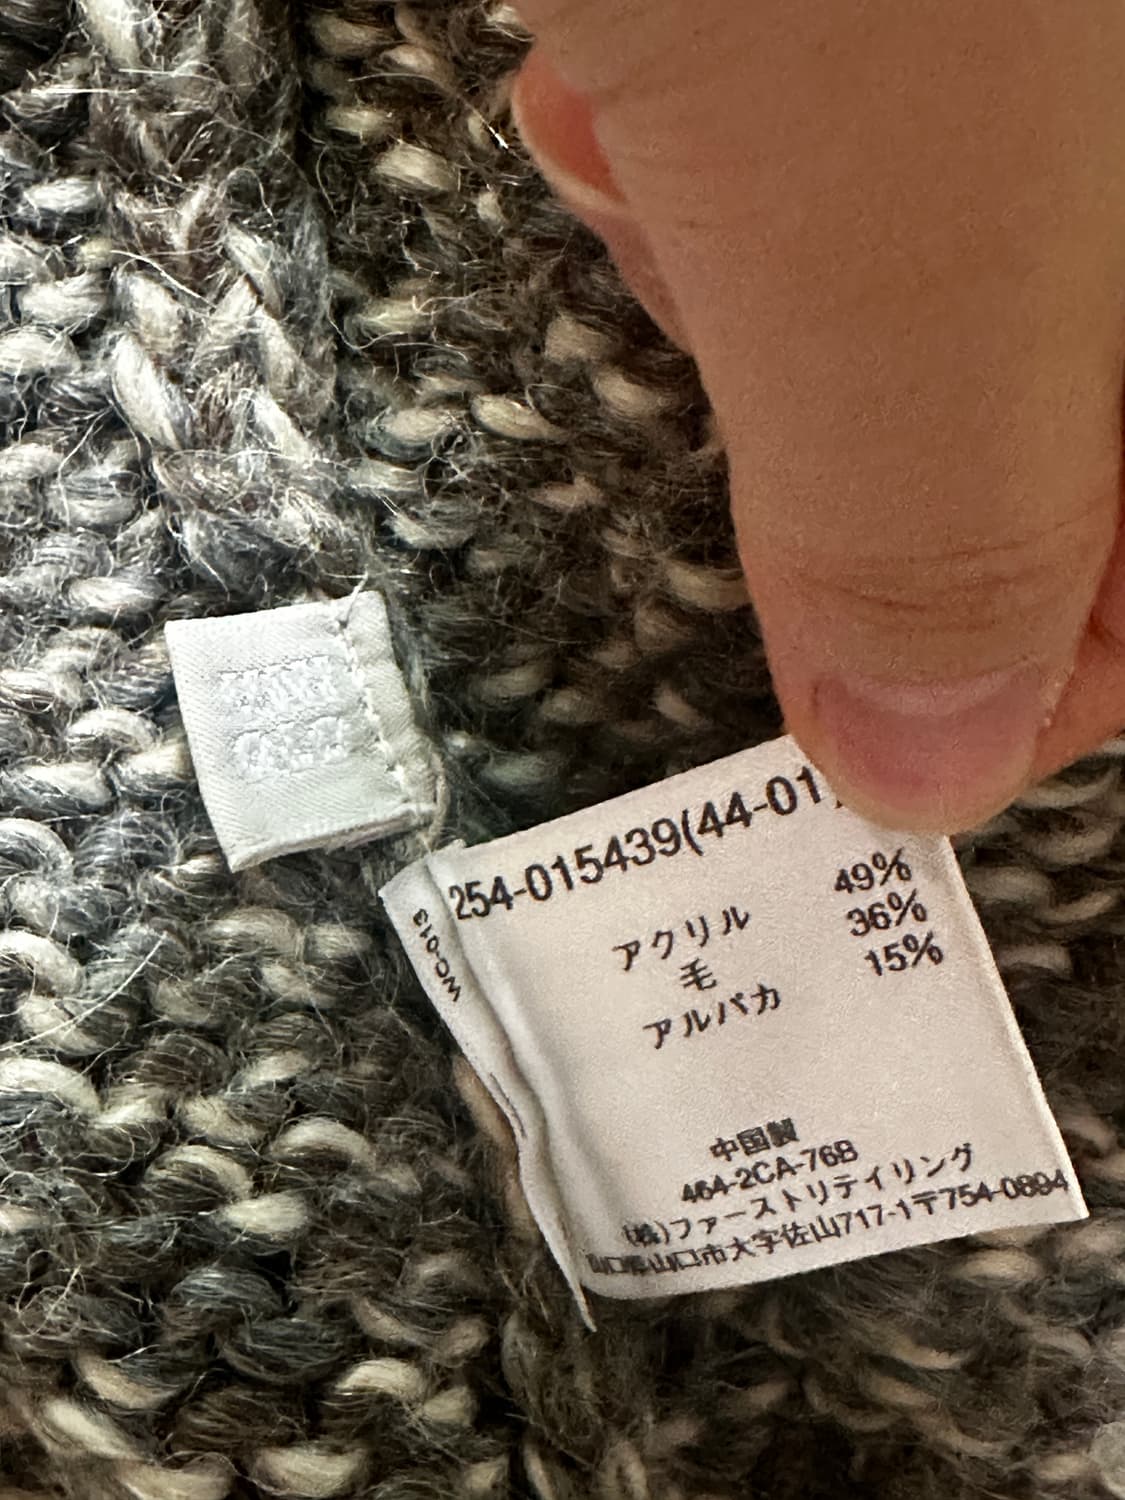 254-015439(44-01
アクリル 49%
毛 36%
アルパカ 15%
中国製
464-2CA-76B
(株)ファーストリテイリング
山口県山口市大字佐山717-1〒754-0894
WC-013